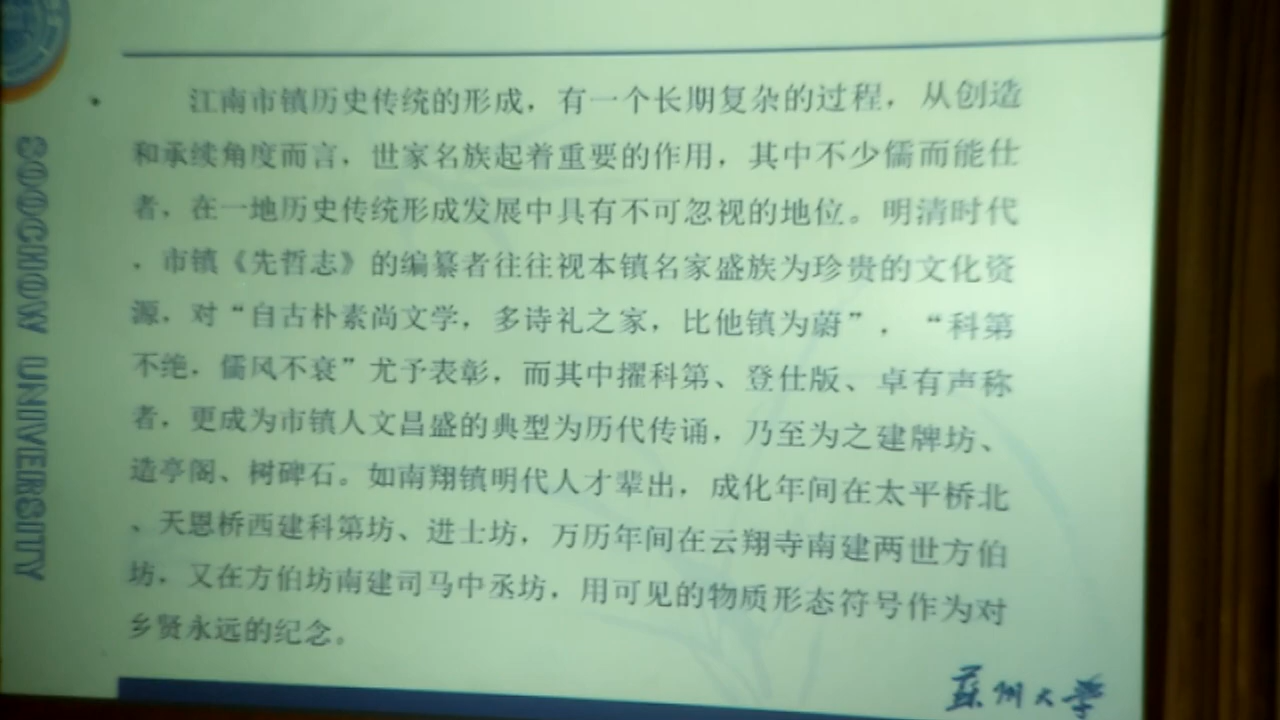 SOOCHOW UNIVERSITY
• 江南市镇历史传统的形成，有一个长期复杂的过程，从创造
和承续角度而言，世家名族起着重要的作用，其中不少儒而能仕
者，在一地历史传统形成发展中具有不可忽视的地位。明清时代
，市镇《先哲志》的编纂者往往视本镇名家盛族为珍贵的文化资
源，对“自古朴素尚文学，多诗礼之家，比他镇为蔚”，“科第
不绝，儒风不衰”尤予表彰，而其中擢科第、登仕版、卓有声称
者，更成为市镇人文昌盛的典型为历代传诵，乃至为之建牌坊、
造亭阁、树碑石。如南翔镇明代人才辈出，成化年间在太平桥北
、天恩桥西建科第坊、进士坊，万历年间在云翔寺南建两世方伯
坊，又在方伯坊南建司马中丞坊，用可见的物质形态符号作为对
乡贤永远的纪念。
蘇州大学